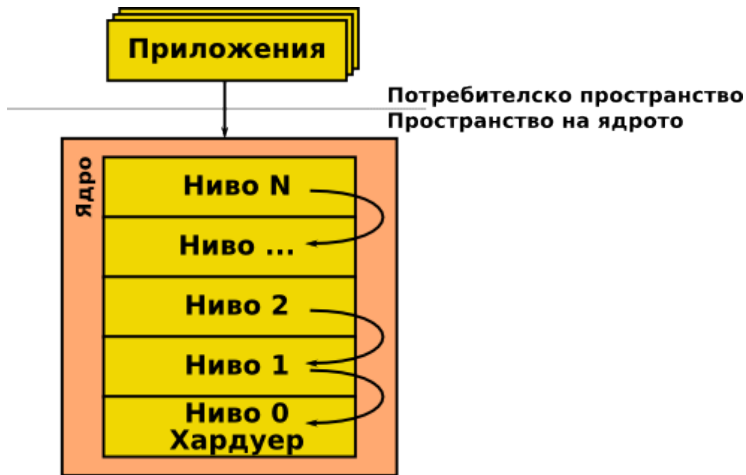 Приложения
Потребителско пространство
Пространство на ядрото
Ядро
Ниво N
Ниво ...
Ниво 2
Ниво 1
Ниво 0
Хардуер